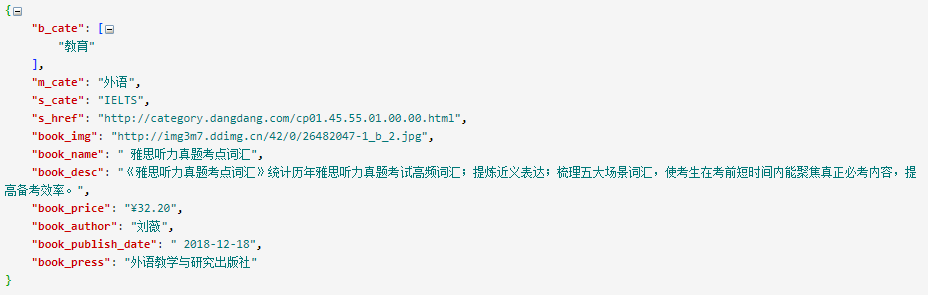 {
"b_cate": [
"教育"
],
"m_cate": "外语",
"s_cate": "IELTS",
"s_href": "http://category.dangdang.com/cp01.45.55.01.00.00.html",
"book_img": "http://img3m7.ddimg.cn/42/0/26482047-1_b_2.jpg",
"book_name": " 雅思听力真题考点词汇",
"book_desc": "《雅思听力真题考点词汇》统计历年雅思听力真题考试高频词汇；提炼近义表达；梳理五大场景词汇，使考生在考前短时间内能聚焦真正必考内容，提
高备考效率。",
"book_price": "¥32.20",
"book_author": "刘薇",
"book_publish_date": " 2018-12-18",
"book_press": "外语教学与研究出版社"
}